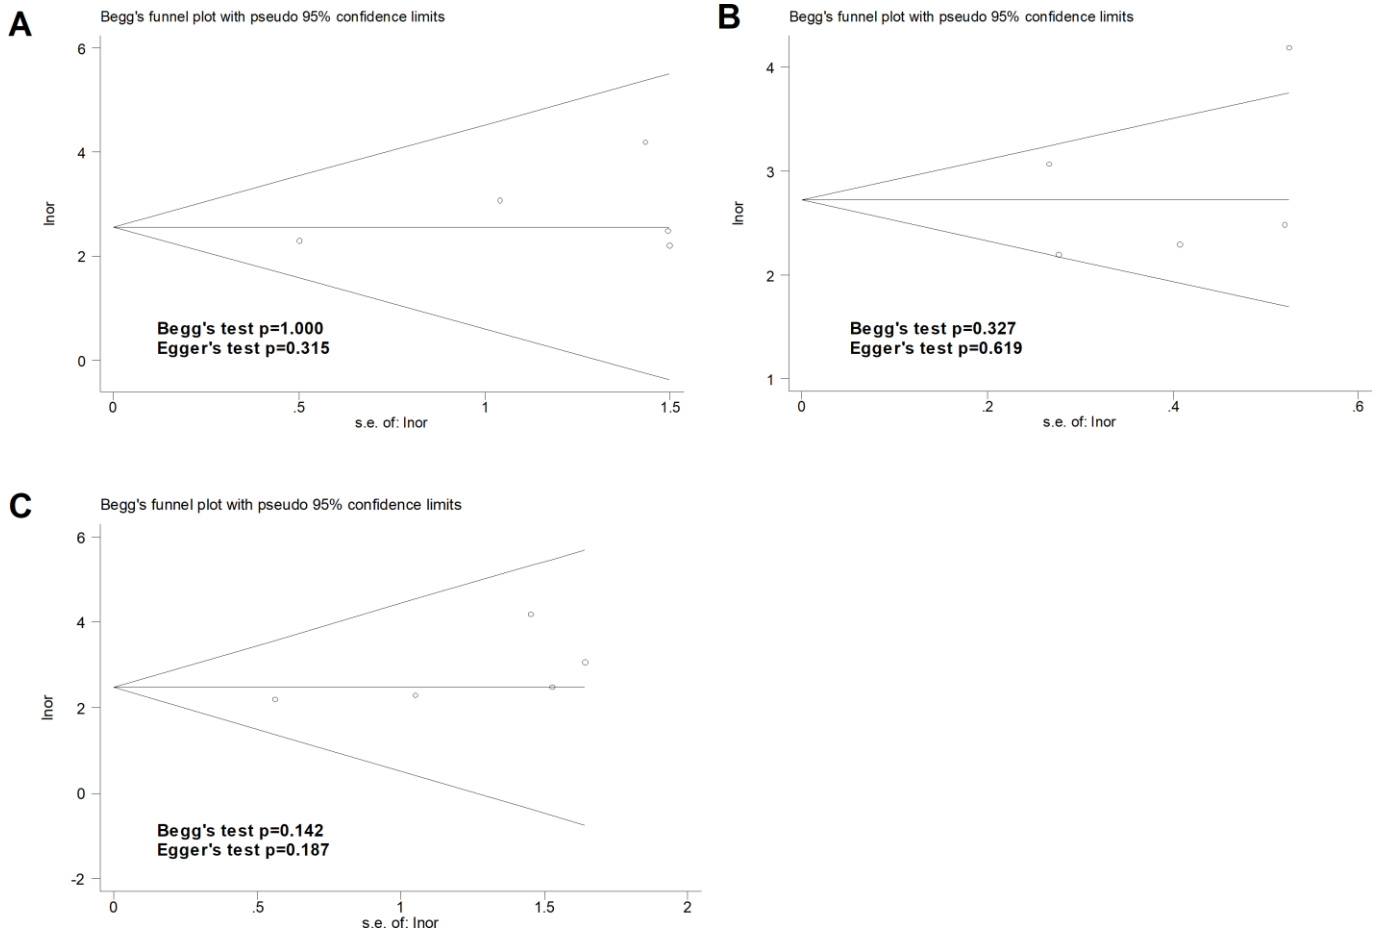 A
Begg's funnel plot with pseudo 95% confidence limits
6
4
2
0
lnor
Begg's test p=1.000
Egger's test p=0.315
0
.5
1
1.5
s.e. of: lnor
B
Begg's funnel plot with pseudo 95% confidence limits
4
3
2
1
lnor
Begg's test p=0.327
Egger's test p=0.619
0
.2
.4
.6
s.e. of: lnor
C
Begg's funnel plot with pseudo 95% confidence limits
6
4
2
0
-2
lnor
Begg's test p=0.142
Egger's test p=0.187
0
.5
1
1.5
2
s.e. of: lnor